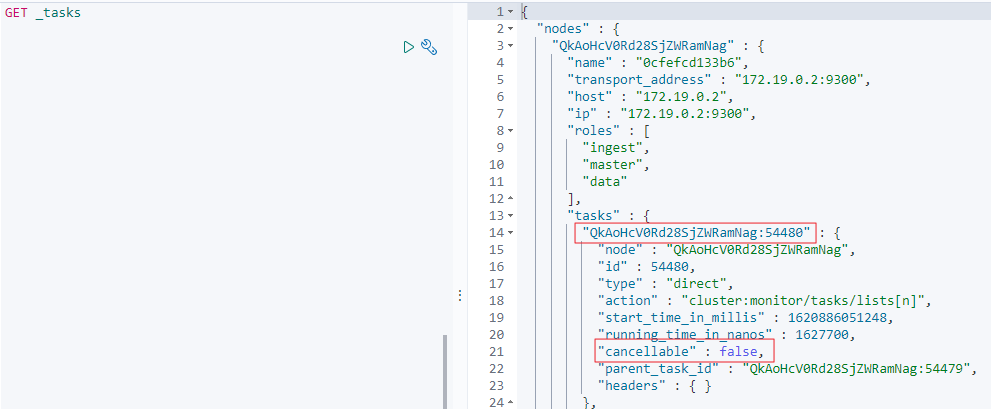 GET _tasks
1 {
2 "nodes" : {
3 "QkAoHcV0Rd28SjZWRamNag" : {
4 "name" : "0cfefcd133b6",
5 "transport_address" : "172.19.0.2:9300",
6 "host" : "172.19.0.2",
7 "ip" : "172.19.0.2:9300",
8 "roles" : [
9 "ingest",
10 "master",
11 "data"
12 ],
13 "tasks" : {
14 "QkAoHcV0Rd28SjZWRamNag:54480" : {
15 "node" : "QkAoHcV0Rd28SjZWRamNag",
16 "id" : 54480,
17 "type" : "direct",
18 "action" : "cluster:monitor/tasks/lists[n]",
19 "start_time_in_millis" : 1620886051248,
20 "running_time_in_nanos" : 1627700,
21 "cancellable" : false,
22 "parent_task_id" : "QkAoHcV0Rd28SjZWRamNag:54479",
23 "headers" : { }
24 },